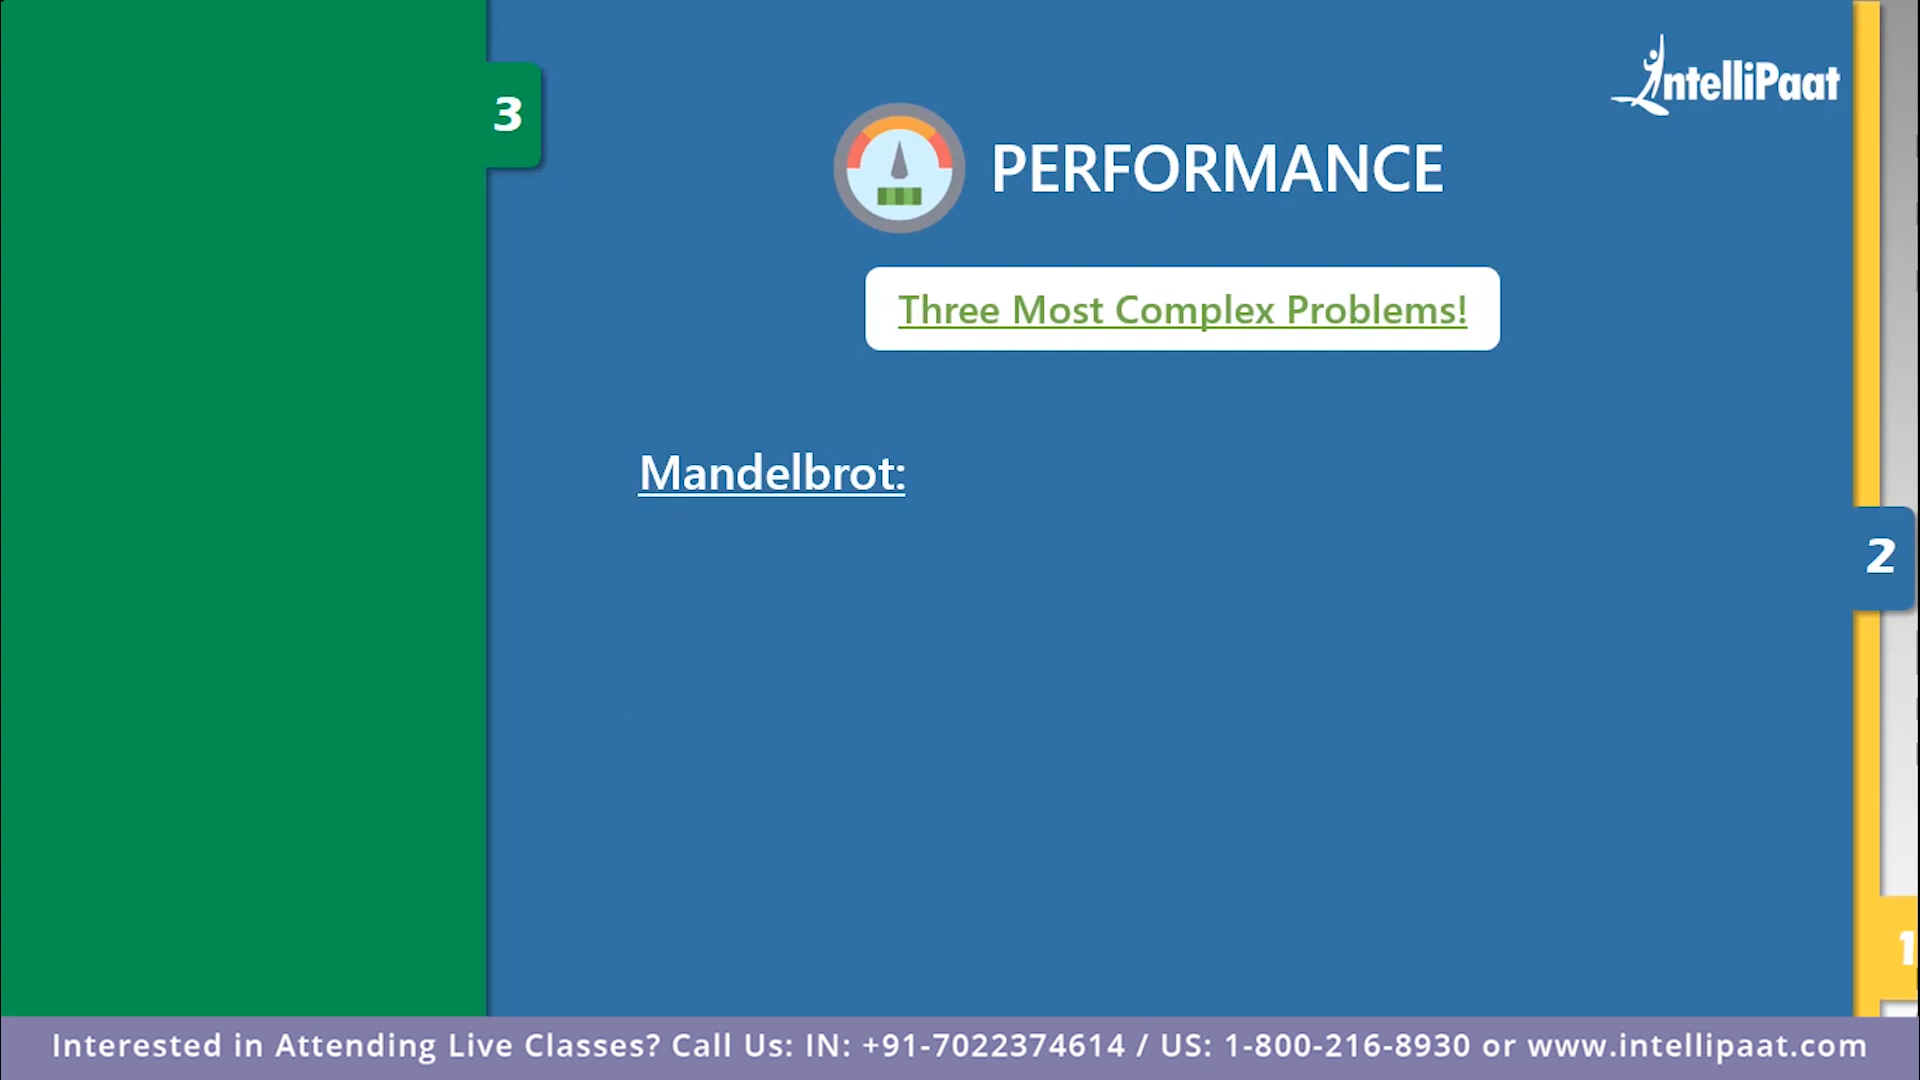 3
IntelliPaat
PERFORMANCE
Three Most Complex Problems!
Mandelbrot:
2
1
Interested in Attending Live Classes? Call Us: IN: +91-7022374614 / US: 1-800-216-8930 or www.intellipaat.com